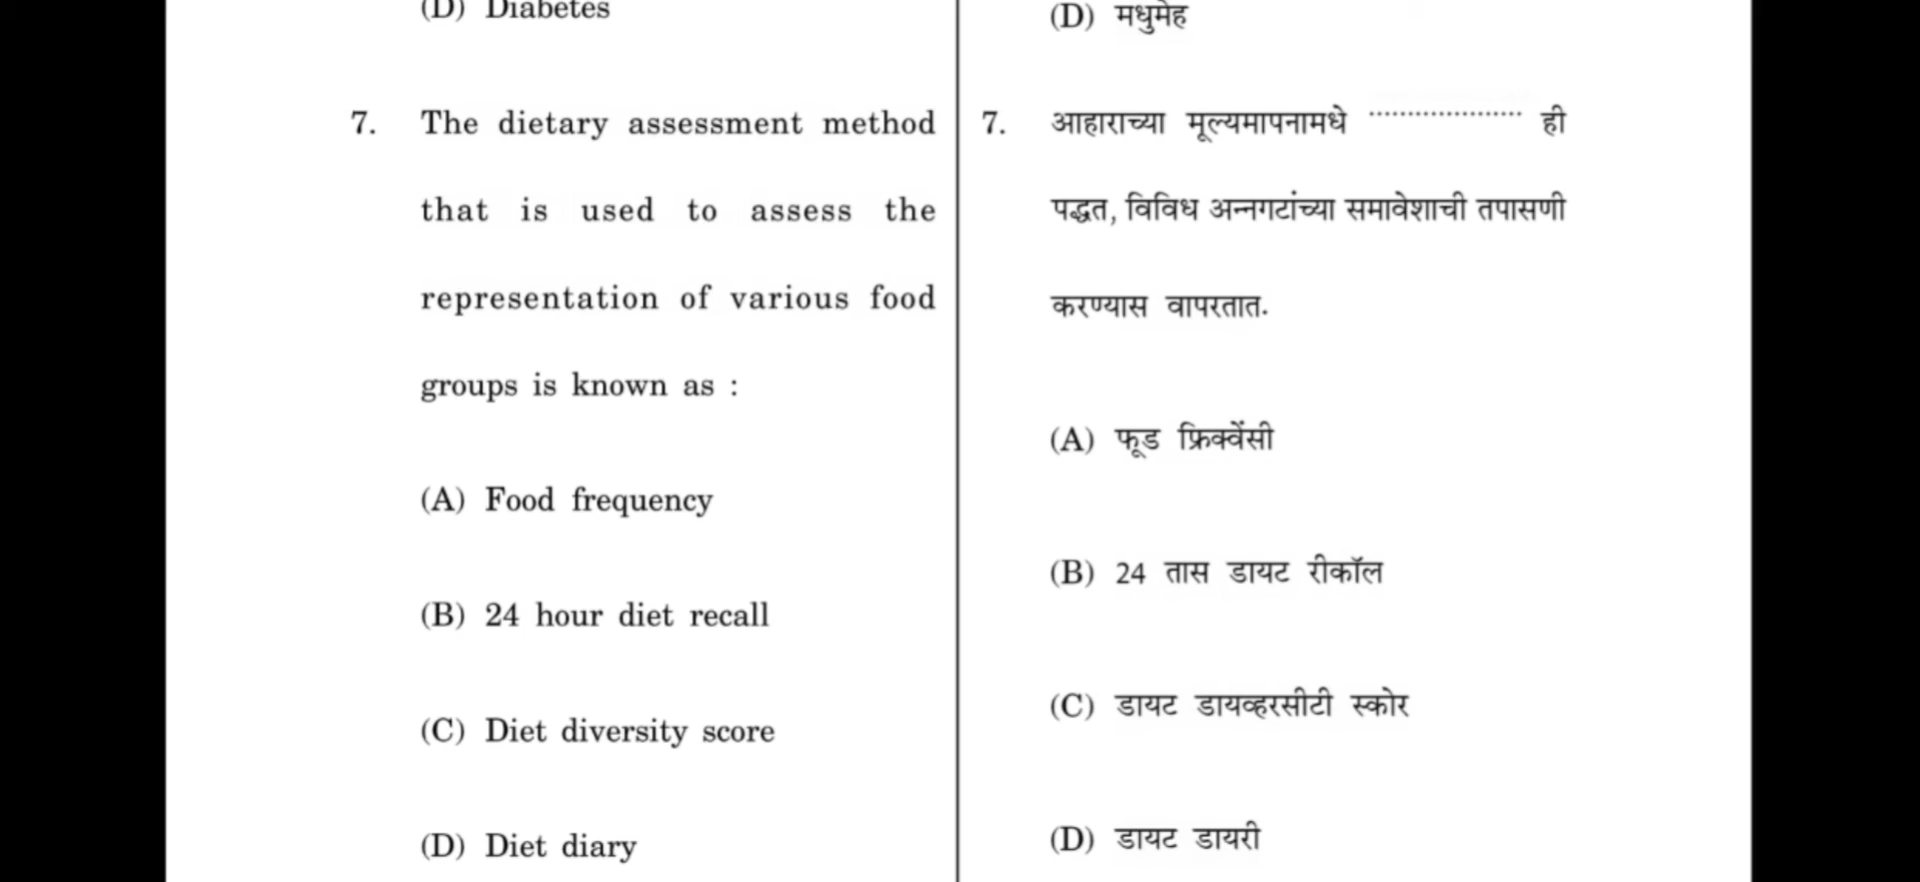 (D) Diabetes
7. The dietary assessment method
that is used to assess the
representation of various food
groups is known as :
(A) Food frequency
(B) 24 hour diet recall
(C) Diet diversity score
(D) Diet diary
(D) मधुमेह
7. आहाराच्या मूल्यमापनामधे .................... ही
पद्धत, विविध अन्नगटांच्या समावेशाची तपासणी
करण्यास वापरतात.
(A) फूड फ्रिक्वेंसी
(B) 24 तास डायट रीकॉल
(C) डायट डायव्हरसीटी स्कोर
(D) डायट डायरी